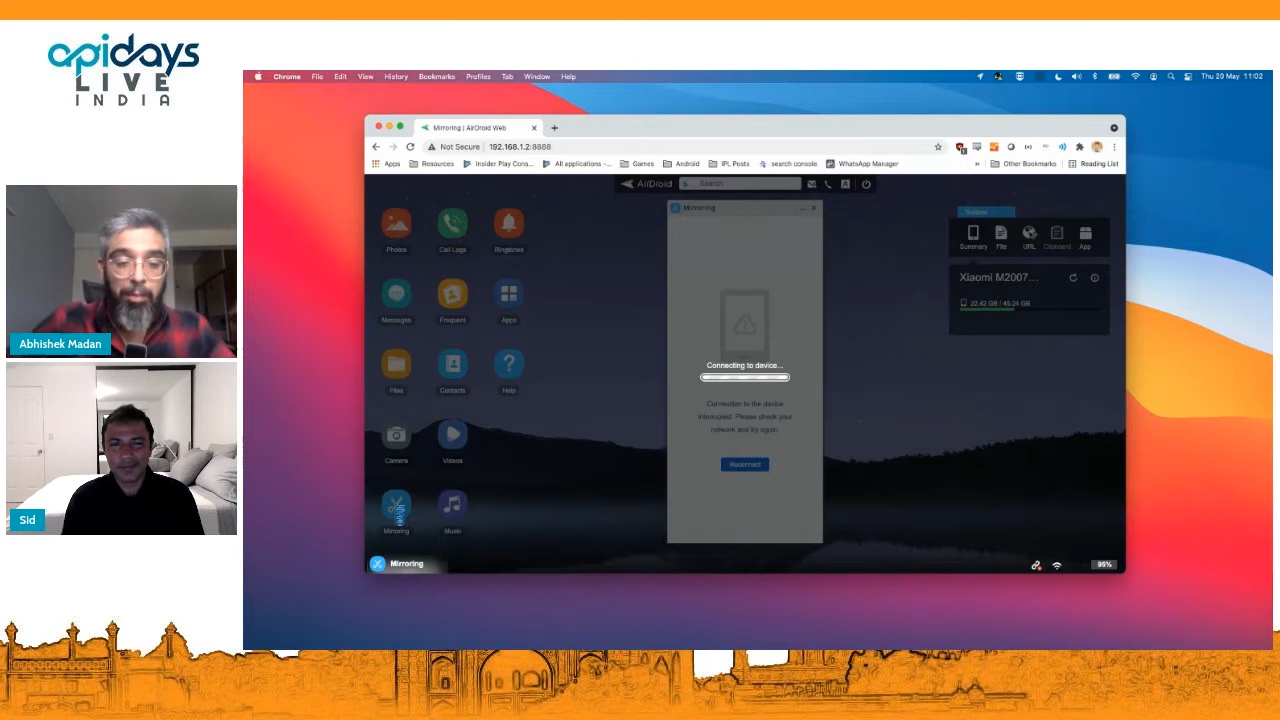 apidays
LIVE
INDIA
Abhishek Madan
Sid
Chrome File Edit View History Bookmarks Profiles Tab Window Help
Thu 20 May 11:02
Mirroring | AirDroid Web
Not Secure 192.168.1.2:8888
Apps Resources Insider Play Cons... All applications –... Games Android IPL Posts search console WhatsApp Manager » Other Bookmarks Reading List
AirDroid Search
Photos Call Logs Ringtones
Messages Frequent Apps
Files Contacts Help
Camera Videos
Mirroring Music
Mirroring
Connecting to device...
Connection to the device
interrupted. Please check your
network and try again.
Reconnect
Toolbox
Summary File URL Clipboard App
Xiaomi M2007...
22.42 GB / 45.24 GB
Mirroring
95%